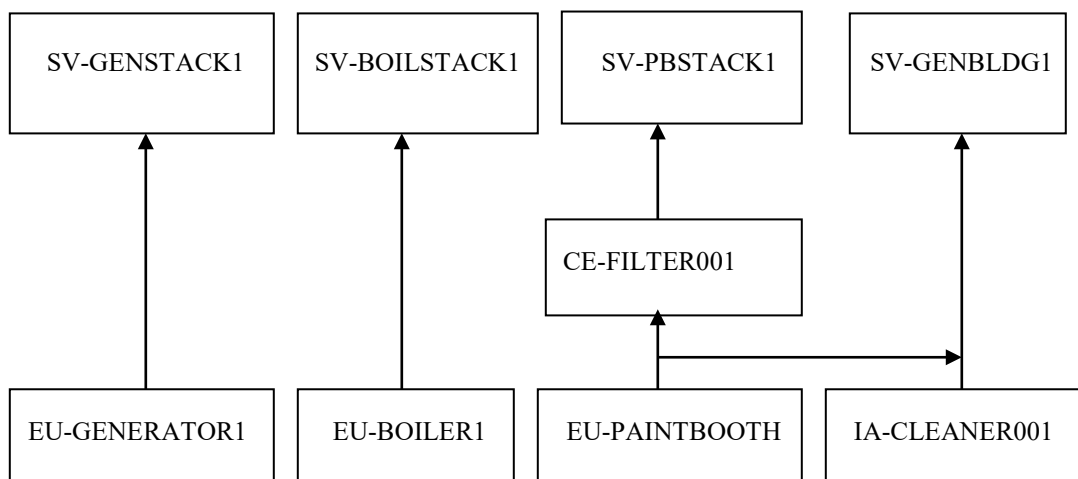 SV-GENSTACK1
SV-BOILSTACK1
SV-PBSTACK1
SV-GENBLDG1
CE-FILTER001
EU-GENERATOR1
EU-BOILER1
EU-PAINTBOOTH
IA-CLEANER001